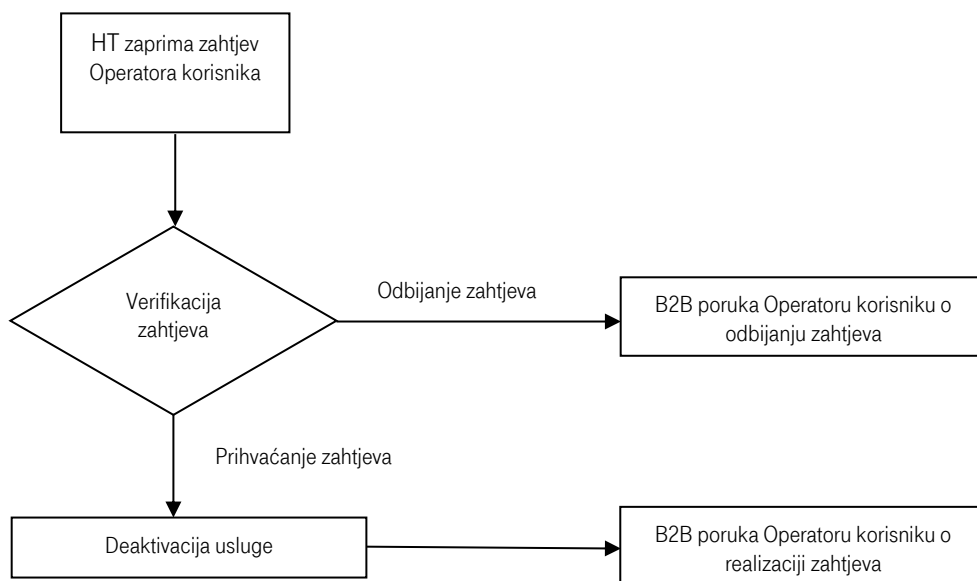 HT zaprima zahtjev
Operatora korisnika
Verifikacija
zahtjeva
Odbijanje zahtjeva
B2B poruka Operatoru korisniku o
odbijanju zahtjeva
Prihvaćanje zahtjeva
Deaktivacija usluge
B2B poruka Operatoru korisniku o
realizaciji zahtjeva